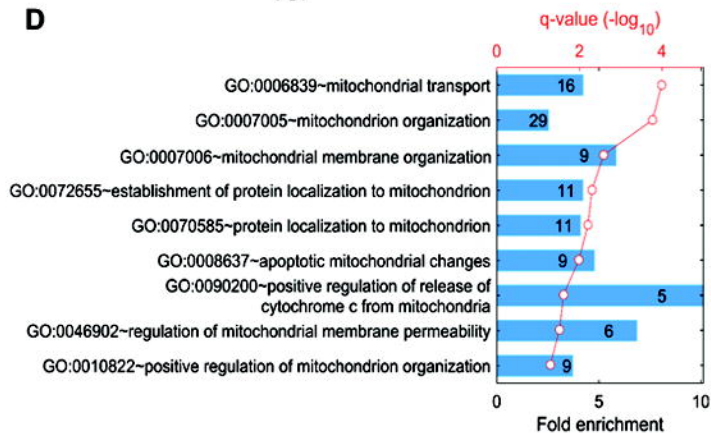 D
q-value (-log10)
0 2 4
GO:0006839~mitochondrial transport 16
GO:0007005~mitochondrion organization 29
GO:0007006~mitochondrial membrane organization 9
GO:0072655~establishment of protein localization to mitochondrion 11
GO:0070585~protein localization to mitochondrion 11
GO:0008637~apoptotic mitochondrial changes 9
GO:0090200~positive regulation of release of
cytochrome c from mitochondria 5
GO:0046902~regulation of mitochondrial membrane permeability 6
GO:0010822~positive regulation of mitochondrion organization 9
0 5 10
Fold enrichment